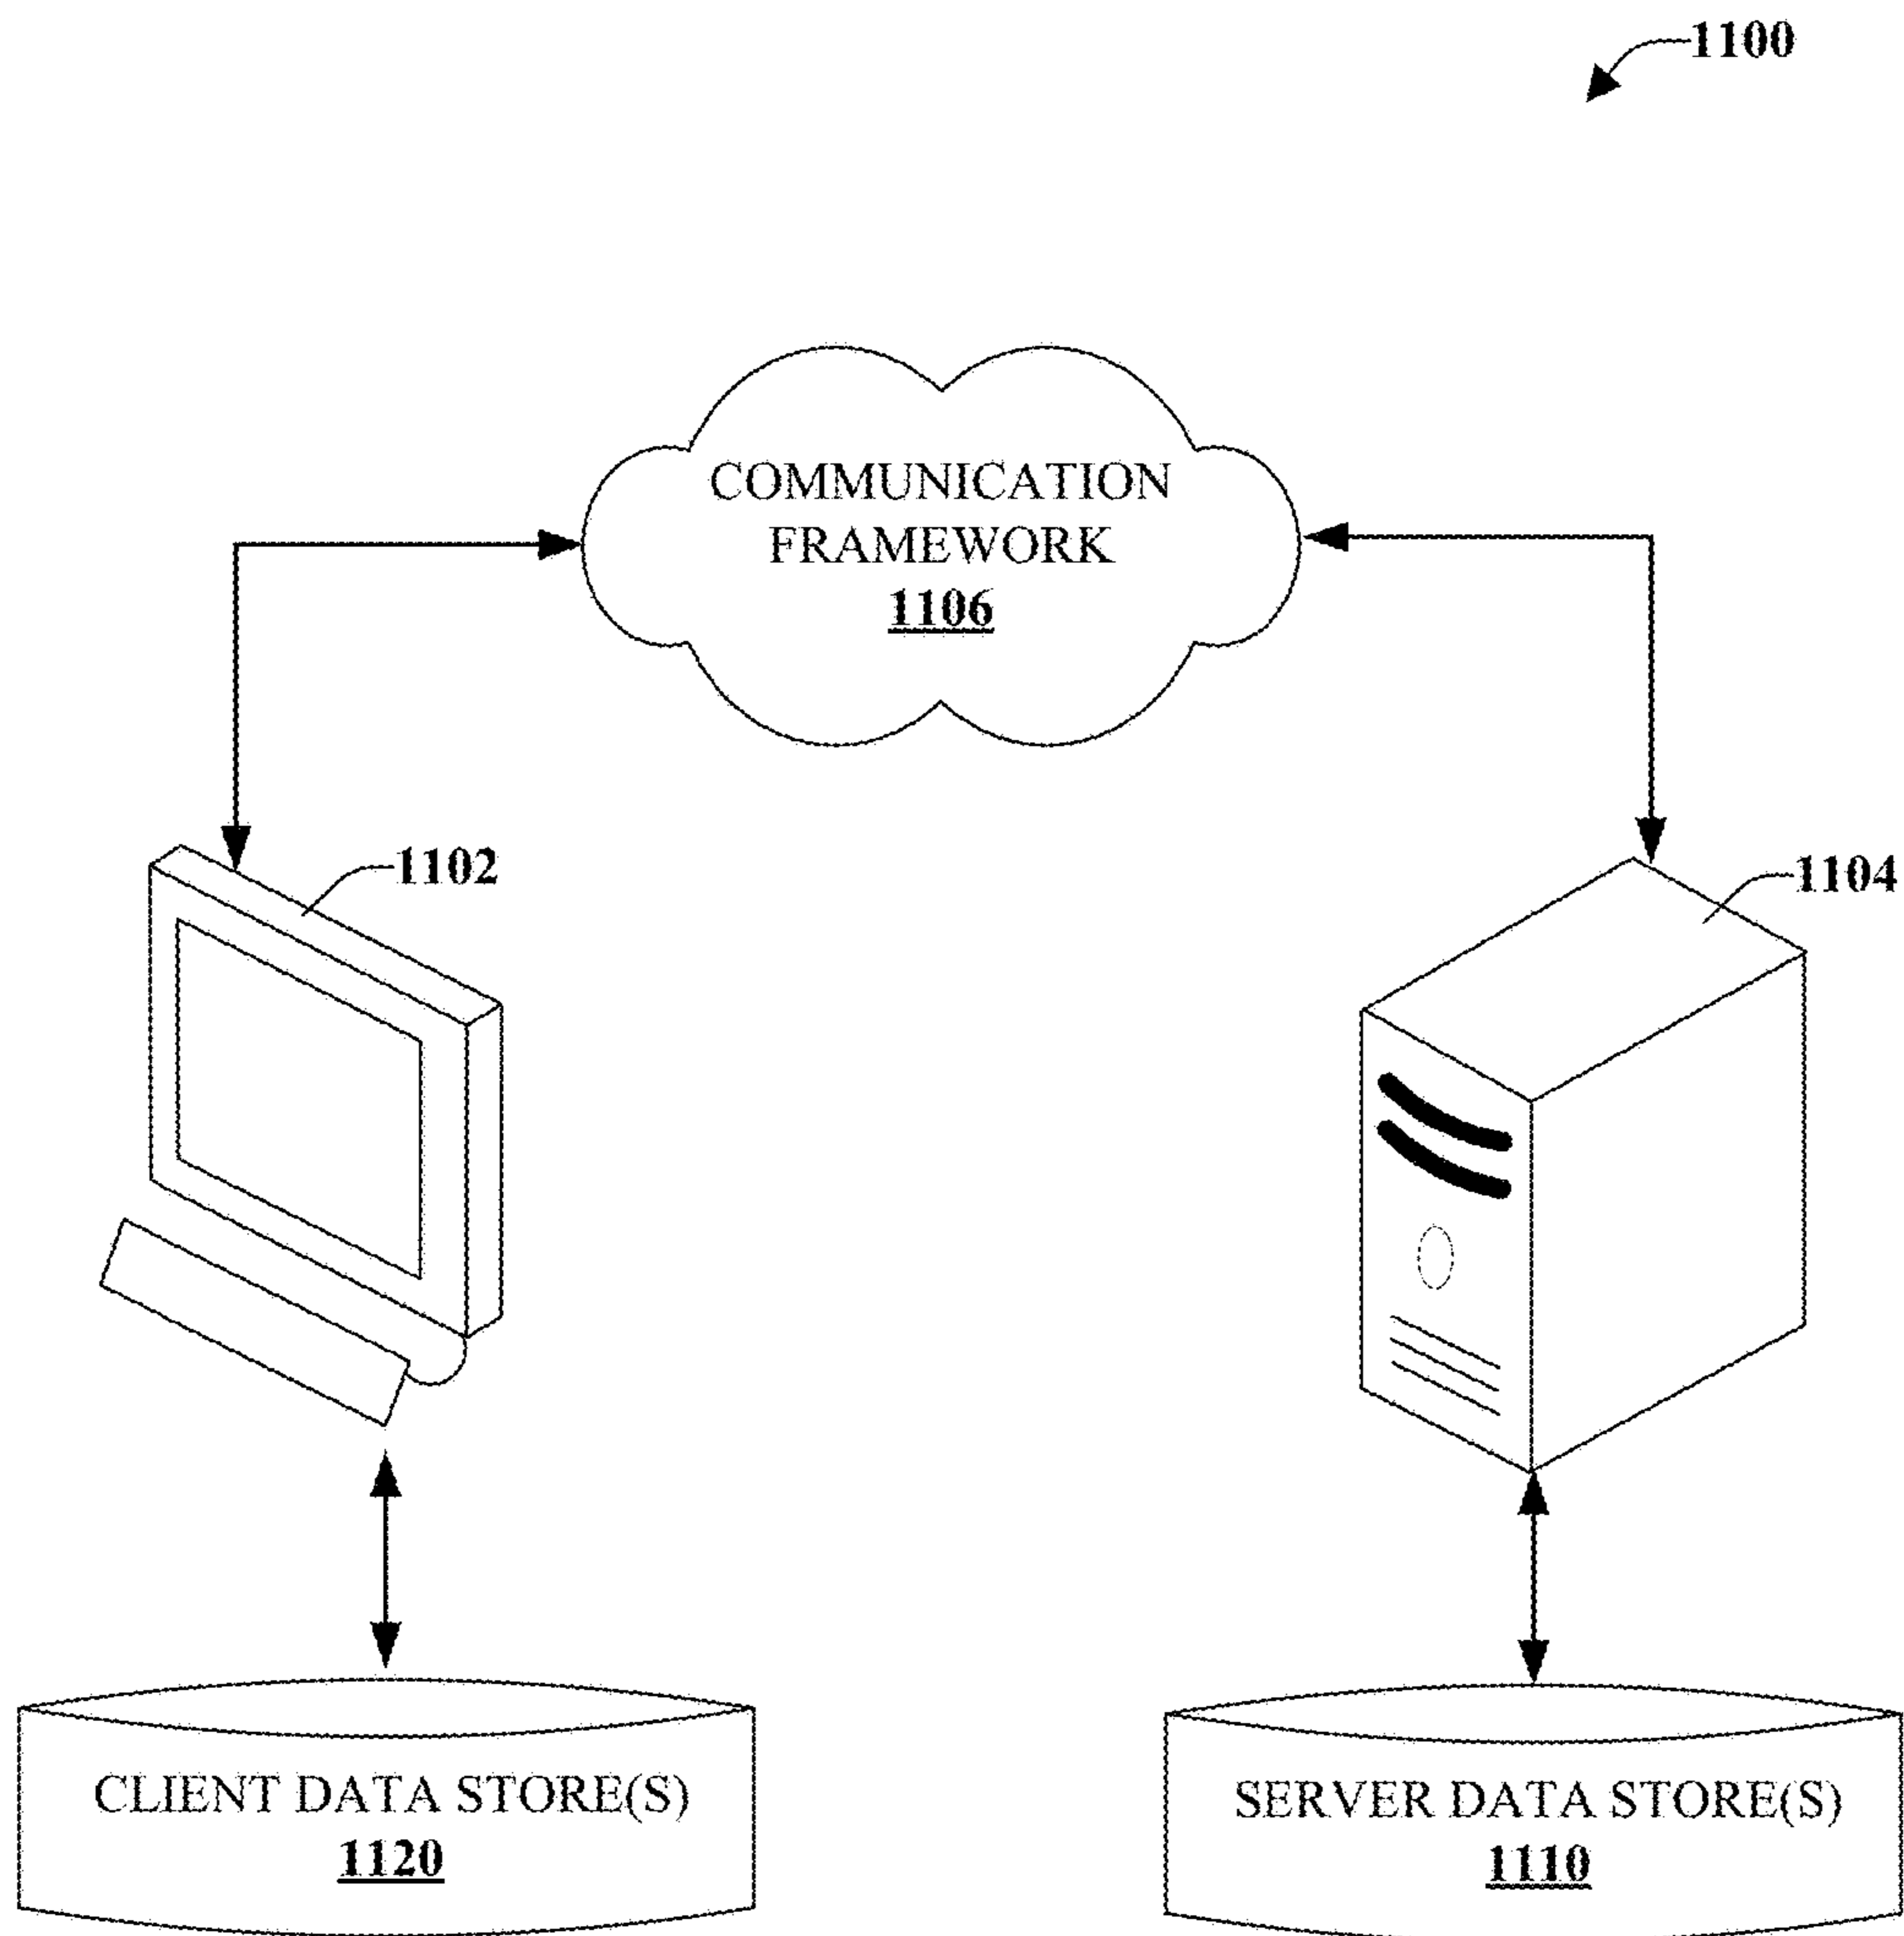 1100
COMMUNICATION
FRAMEWORK
1106
1102
1104
CLIENT DATA STORE(S)
1120
SERVER DATA STORE(S)
1110